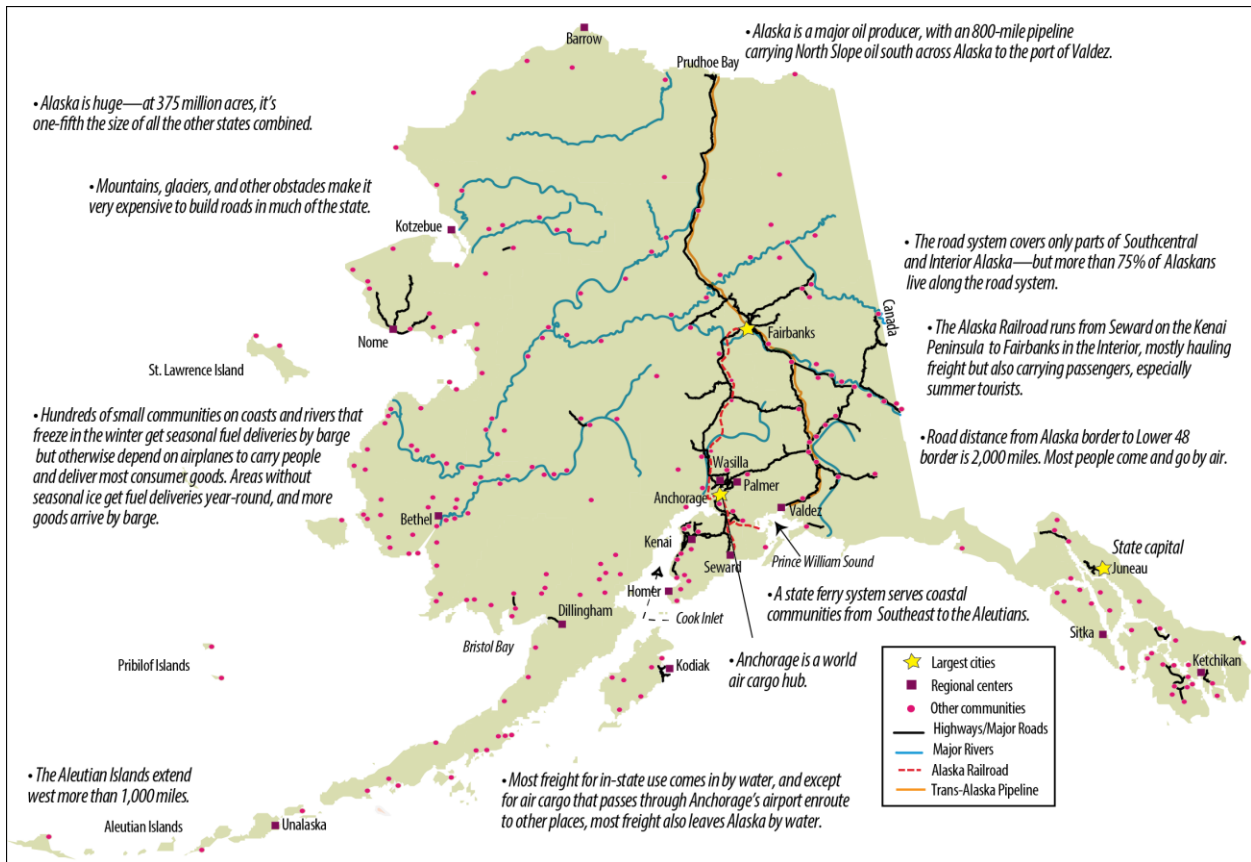 Barrow
• Alaska is a major oil producer, with an 800-mile pipeline
carrying North Slope oil south across Alaska to the port of Valdez.
Prudhoe Bay
• Alaska is huge—at 375 million acres, it's
one-fifth the size of all the other states combined.
• Mountains, glaciers, and other obstacles make it
very expensive to build roads in much of the state.
Kotzebue
• The road system covers only parts of Southcentral
and Interior Alaska—but more than 75% of Alaskans
live along the road system.
Canada
Nome
Fairbanks
• The Alaska Railroad runs from Seward on the Kenai
Peninsula to Fairbanks in the Interior, mostly hauling
freight but also carrying passengers, especially
summer tourists.
St. Lawrence Island
• Hundreds of small communities on coasts and rivers that
freeze in the winter get seasonal fuel deliveries by barge
but otherwise depend on airplanes to carry people
and deliver most consumer goods. Areas without
seasonal ice get fuel deliveries year-round, and more
goods arrive by barge.
• Road distance from Alaska border to Lower 48
border is 2,000 miles. Most people come and go by air.
Wasilla
Palmer
Anchorage
Valdez
Bethel
Kenai
Seward
Prince William Sound
State capital
Juneau
Homer
• A state ferry system serves coastal
communities from Southeast to the Aleutians.
Dillingham
Cook Inlet
Sitka
Bristol Bay
Pribilof Islands
Kodiak
• Anchorage is a world
air cargo hub.
Ketchikan
Largest cities
Regional centers
Other communities
Highways/Major Roads
Major Rivers
Alaska Railroad
Trans-Alaska Pipeline
• The Aleutian Islands extend
west more than 1,000 miles.
• Most freight for in-state use comes in by water, and except
for air cargo that passes through Anchorage's airport enroute
to other places, most freight also leaves Alaska by water.
Aleutian Islands
Unalaska